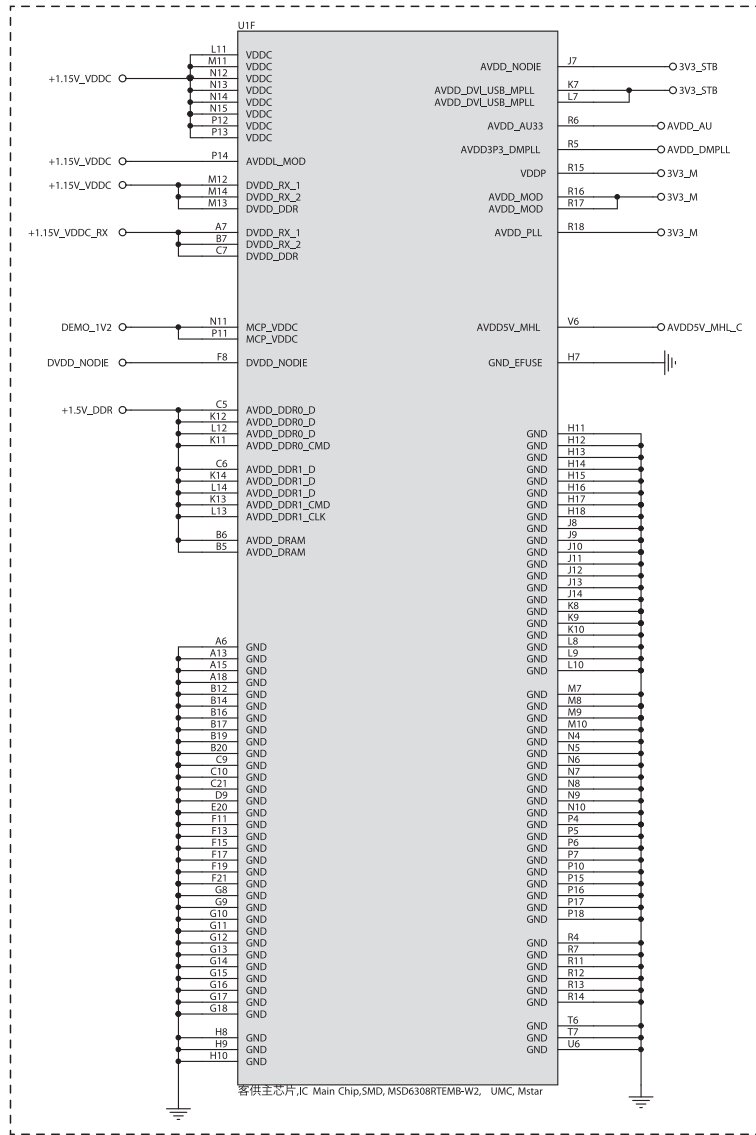 U1F
L11 VDDC
M11 VDDC
+1.15V_VDDC N12 VDDC
N13 VDDC
N14 VDDC
N15 VDDC
P12 VDDC
P13 VDDC
+1.15V_VDDC P14 AVDDL_MOD
+1.15V_VDDC M12 DVDD_RX_1
M14 DVDD_RX_2
M13 DVDD_DDR
+1.15V_VDDC_RX A7 DVDD_RX_1
B7 DVDD_RX_2
C7 DVDD_DDR
DEMO_1V2 N11 MCP_VDDC
P11 MCP_VDDC
DVDD_NODIE F8 DVDD_NODIE
+1.5V_DDR C5 AVDD_DDR0_D
K12 AVDD_DDR0_D
L12 AVDD_DDR0_D
K11 AVDD_DDR0_CMD
C6 AVDD_DDR1_D
K14 AVDD_DDR1_D
L14 AVDD_DDR1_D
K13 AVDD_DDR1_CMD
L13 AVDD_DDR1_CLK
B6 AVDD_DRAM
B5 AVDD_DRAM
A6 GND
A13 GND
A15 GND
A18 GND
B12 GND
B14 GND
B16 GND
B17 GND
B19 GND
B20 GND
C9 GND
C10 GND
C21 GND
D9 GND
E20 GND
F11 GND
F13 GND
F15 GND
F17 GND
F19 GND
F21 GND
G8 GND
G9 GND
G10 GND
G11 GND
G12 GND
G13 GND
G14 GND
G15 GND
G16 GND
G17 GND
G18 GND
H8 GND
H9 GND
H10 GND
AVDD_NODIE J7 3V3_STB
AVDD_DVI_USB_MPLL K7 3V3_STB
AVDD_DVI_USB_MPLL L7
AVDD_AU33 R6 AVDD_AU
AVDD3P3_DMPLL R5 AVDD_DMPLL
VDDP R15 3V3_M
AVDD_MOD R16 3V3_M
AVDD_MOD R17
AVDD_PLL R18 3V3_M
AVDD5V_MHL V6 AVDD5V_MHL_C
GND_EFUSE H7
GND H11
GND H12
GND H13
GND H14
GND H15
GND H16
GND H17
GND H18
GND J8
GND J9
GND J10
GND J11
GND J12
GND J13
GND J14
GND K8
GND K9
GND K10
GND L8
GND L9
GND L10
GND M7
GND M8
GND M9
GND M10
GND N4
GND N5
GND N6
GND N7
GND N8
GND N9
GND N10
GND P4
GND P5
GND P6
GND P7
GND P10
GND P15
GND P16
GND P17
GND P18
GND R4
GND R7
GND R11
GND R12
GND R13
GND R14
GND T6
GND T7
GND U6
客供主芯片,IC Main Chip,SMD, MSD6308RTEMB-W2, UMC, Mstar